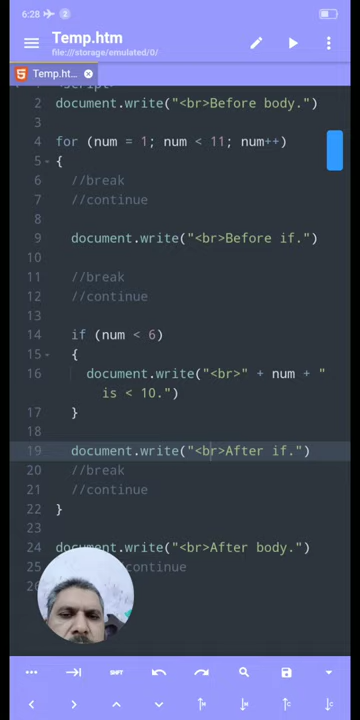 6:28 2
Temp.htm
file:///storage/emulated/0/
Temp.ht...
<script>
2 document.write("<br>Before body.")
3
4 for (num = 1; num < 11; num++)
5 {
6 //break
7 //continue
8
9 document.write("<br>Before if.")
10
11 //break
12 //continue
13
14 if (num < 6)
15 {
16 document.write("<br>" + num + "
is < 10.")
17 }
18
19 document.write("<br>After if.")
20 //break
21 //continue
22 }
23
24 document.write("<br>After body.")
25 continue
SHFT